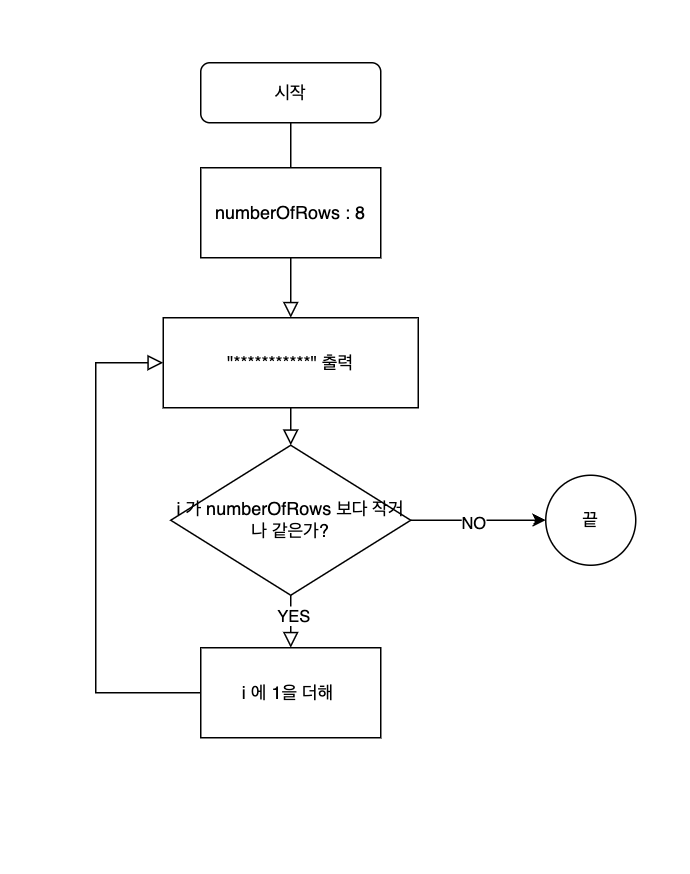 시작
numberOfRows : 8
"***********" 출력
i 가 numberOfRows 보다 작거
나 같은가?
NO
끝
YES
i 에 1을 더해